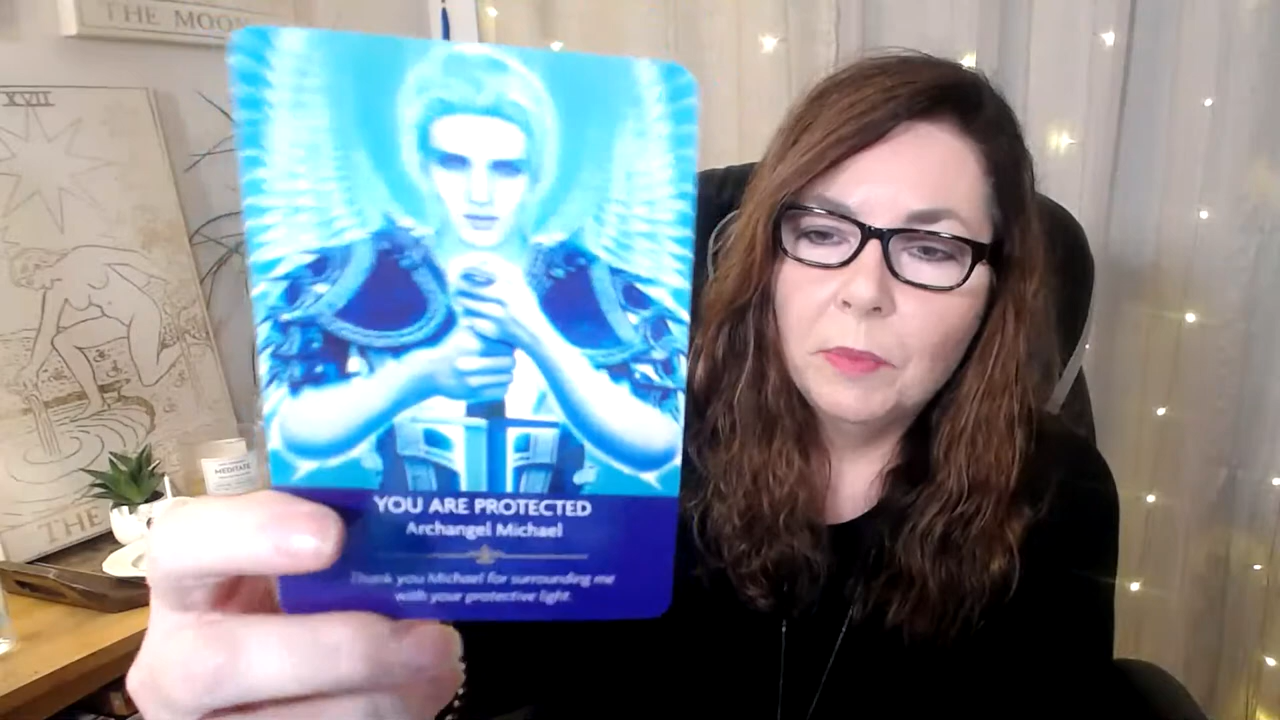 THE MOON
XVII
MEDITATE
THE
YOU ARE PROTECTED
Archangel Michael
Thank you Michael for surrounding me
with your protective light.